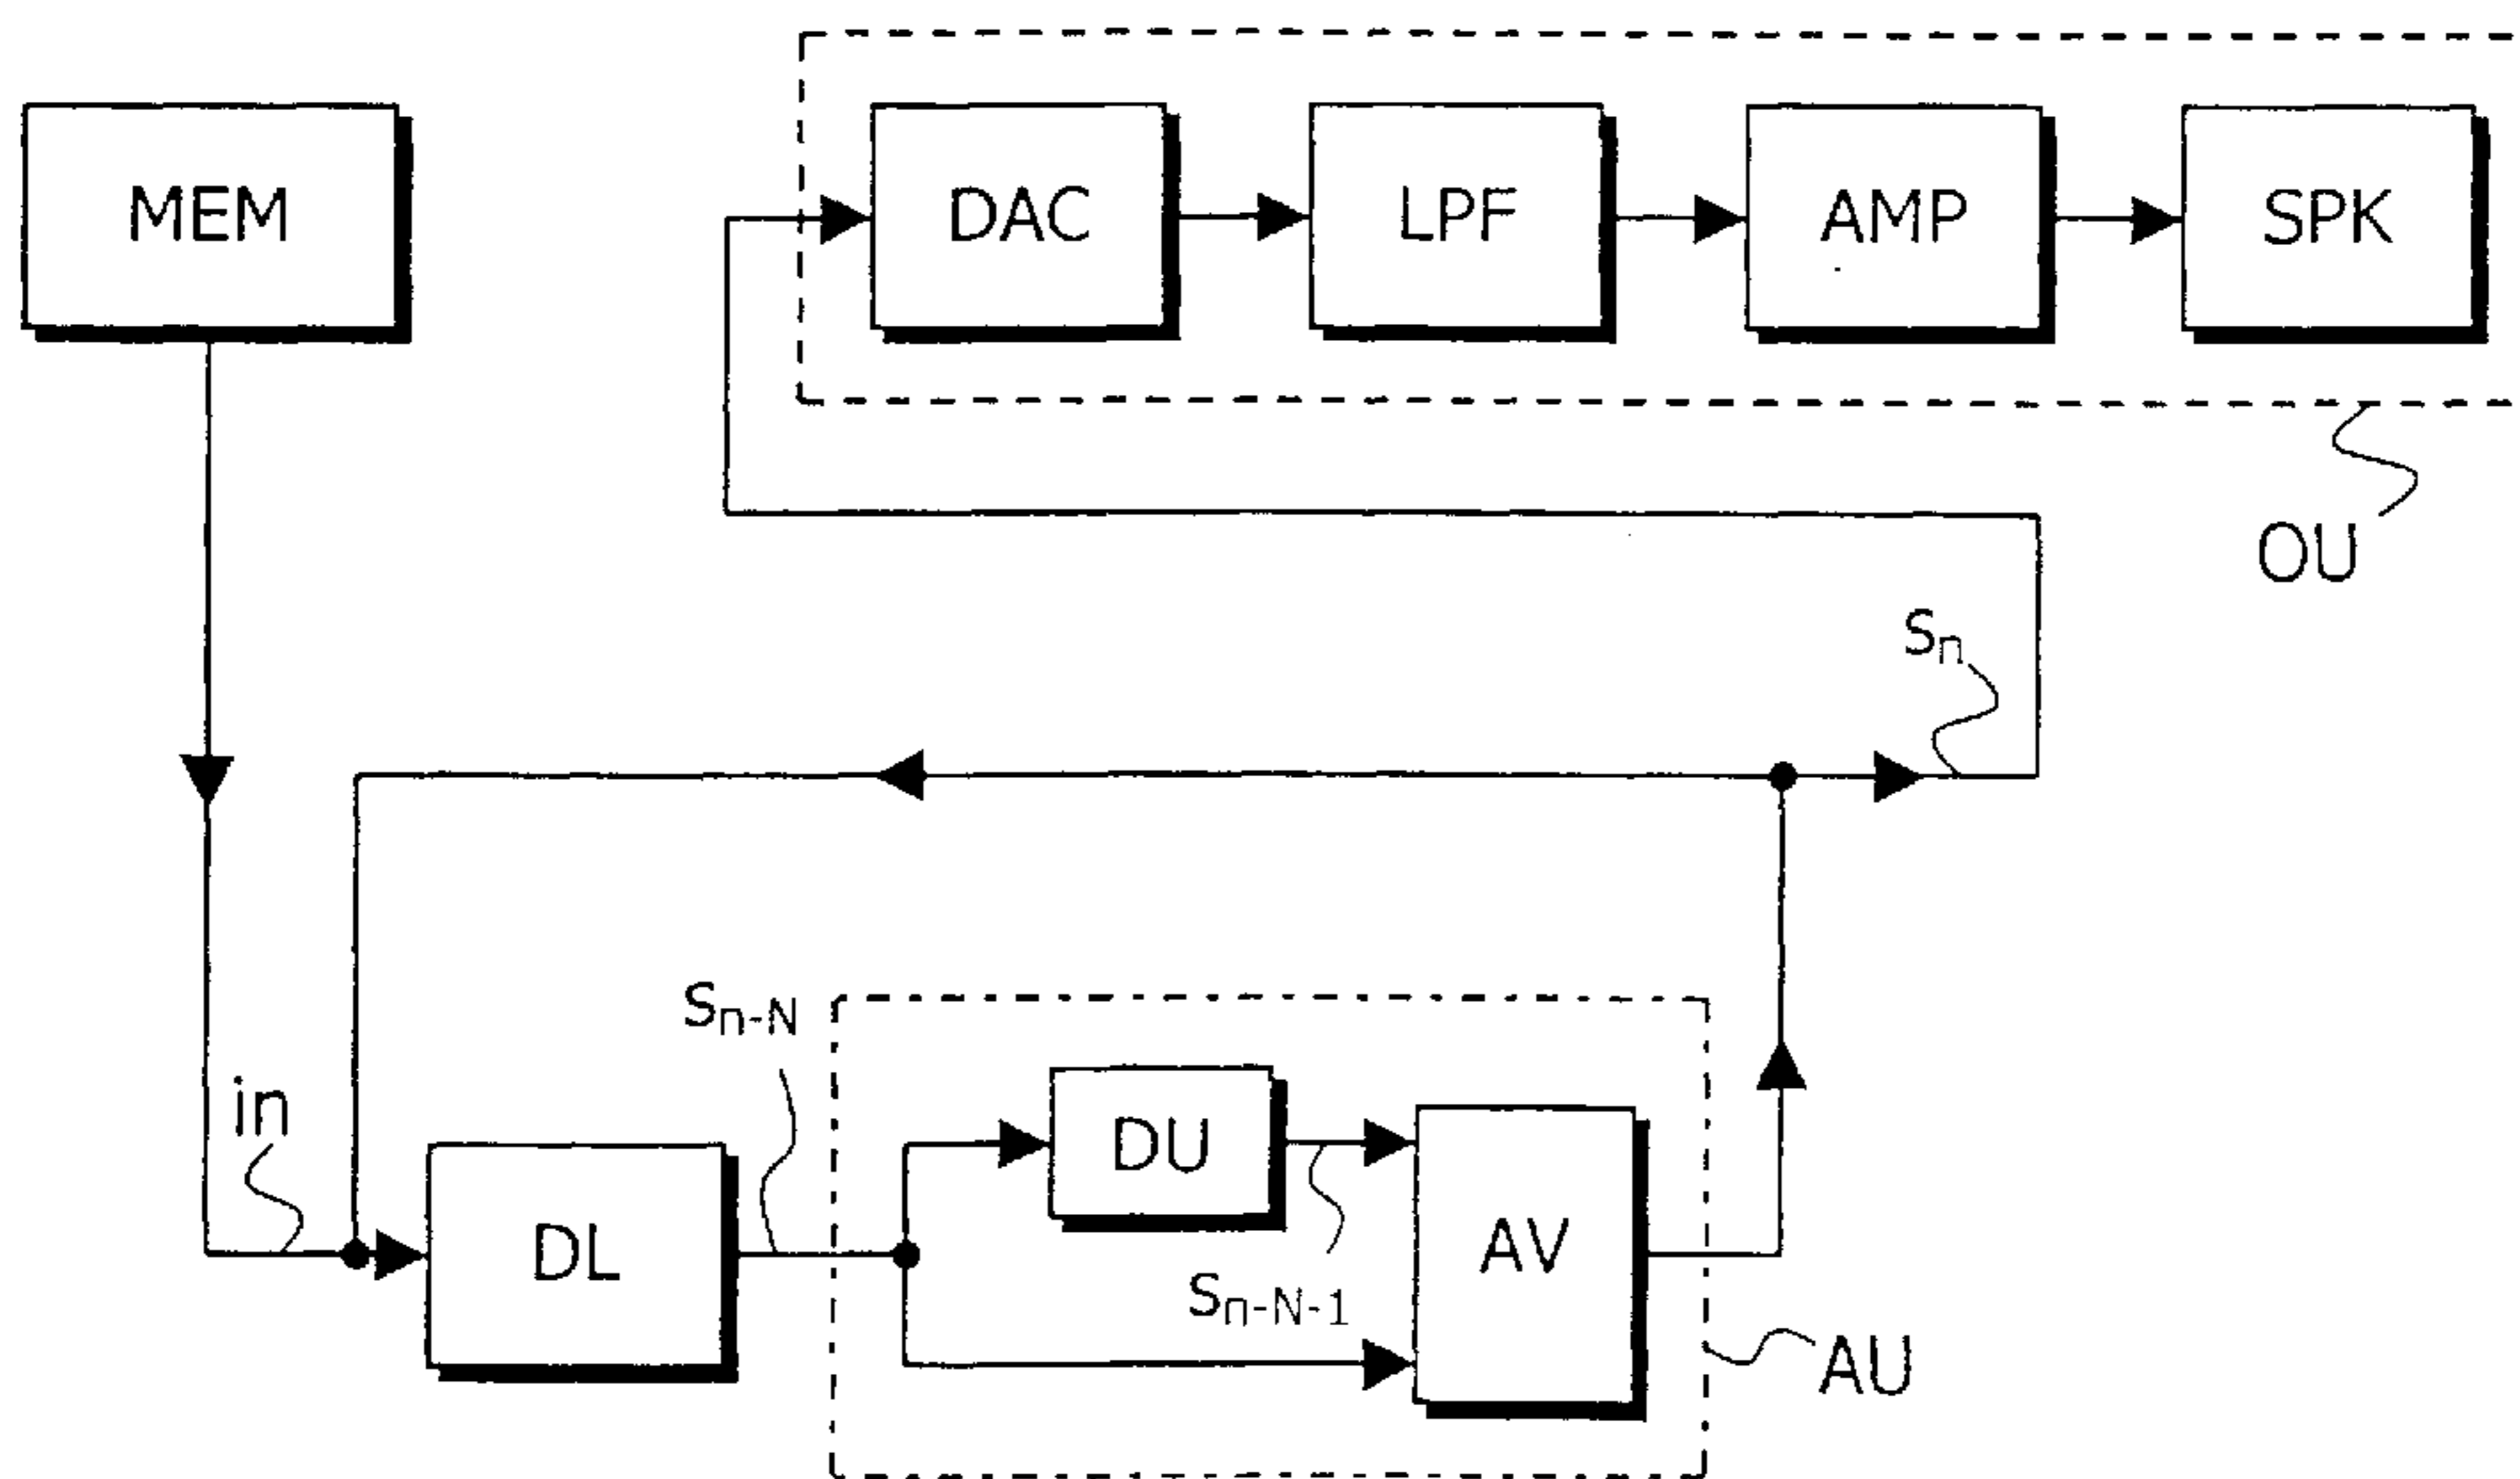 MEM
DAC
LPF
AMP
SPK
OU
Sn
Sn-N
in
DU
DL
AV
Sn-N-1
AU